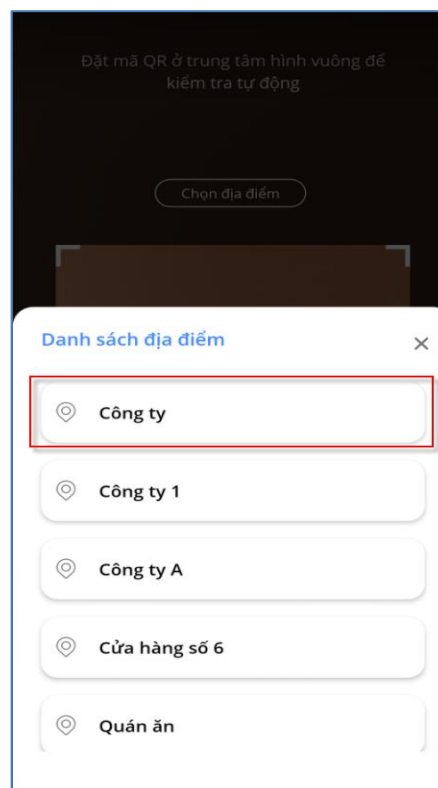 Đặt mã QR ở trung tâm hình vuông để
kiểm tra tự động
Chọn địa điểm
Danh sách địa điểm
Công ty
Công ty 1
Công ty A
Cửa hàng số 6
Quán ăn